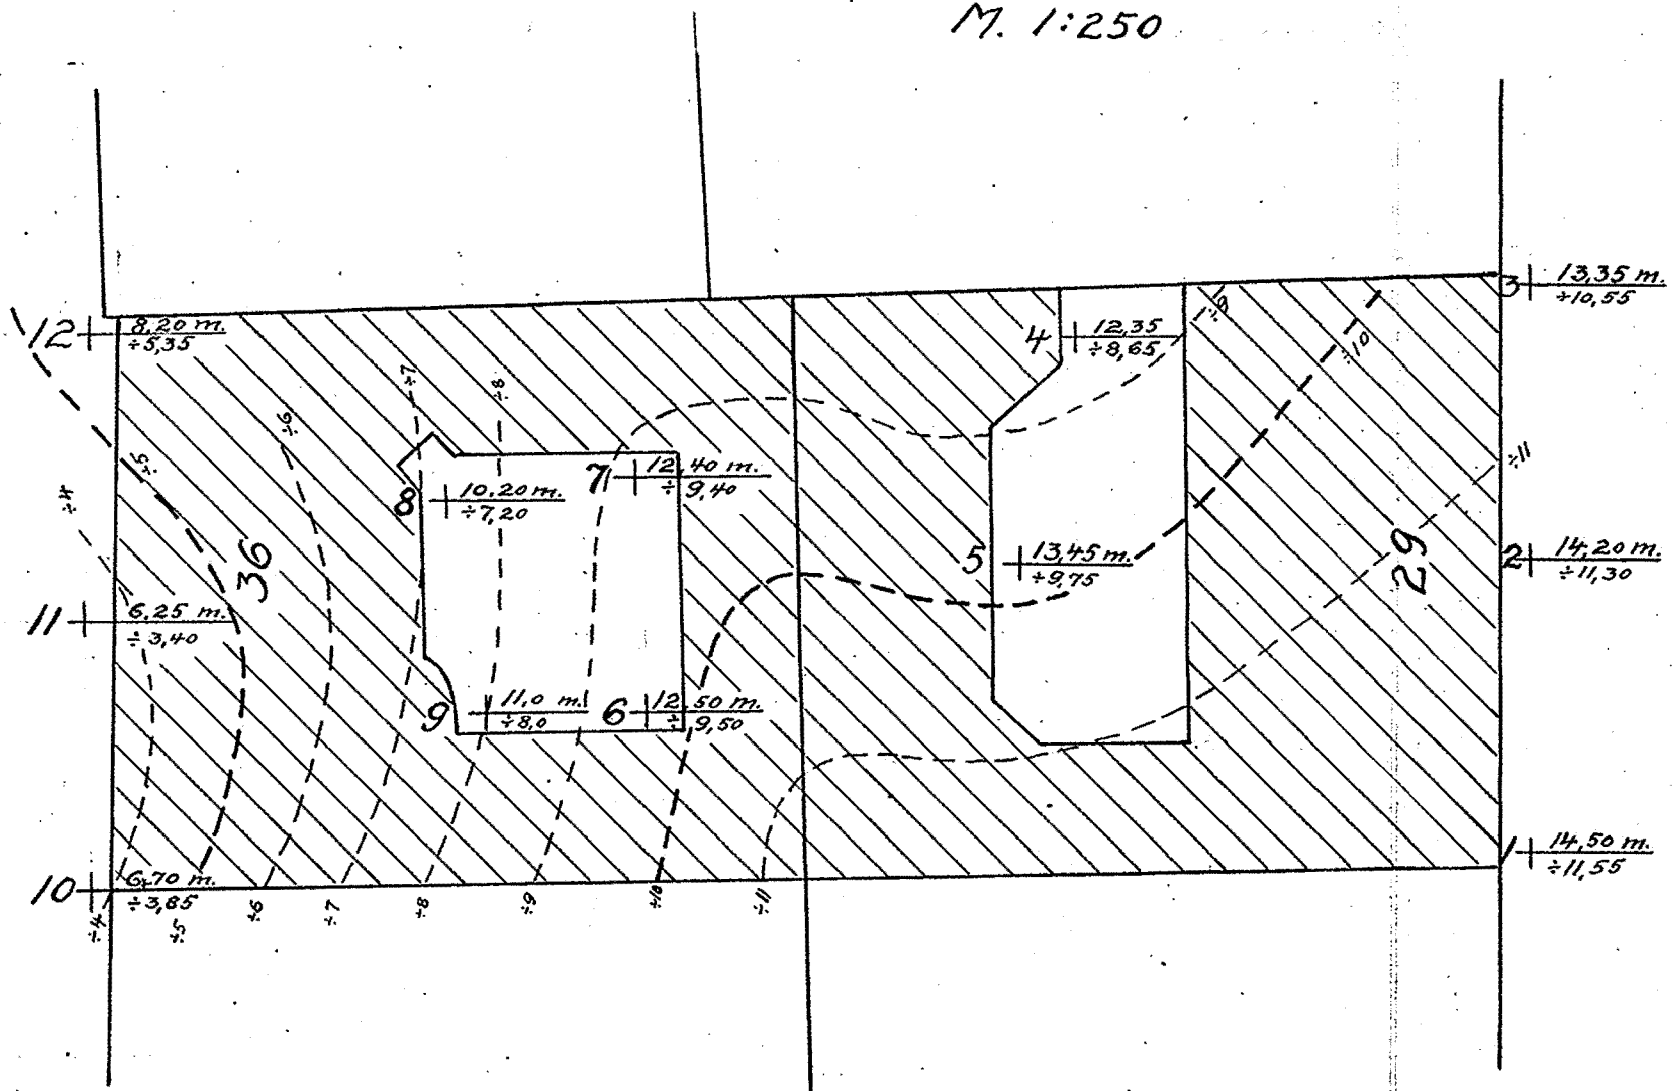 M. 1:250
3 13,35 m.
÷10,55
12 8,20 m.
÷5,35
4 12,35
÷8,65
÷9
÷10
÷7
÷8
÷6
÷5
÷4
÷11
7 12,40 m.
÷9,40
8 10,20 m.
÷7,20
36
5 13,45 m.
÷9,75
29
2 14,20 m.
÷11,30
11 6,25 m.
÷3,40
9 11,0 m.
÷8,0
6 12,50 m.
÷9,50
1 14,50 m.
÷11,55
10 6,70 m.
÷3,85
÷4
÷5
÷6
÷7
÷8
÷9
÷10
÷11